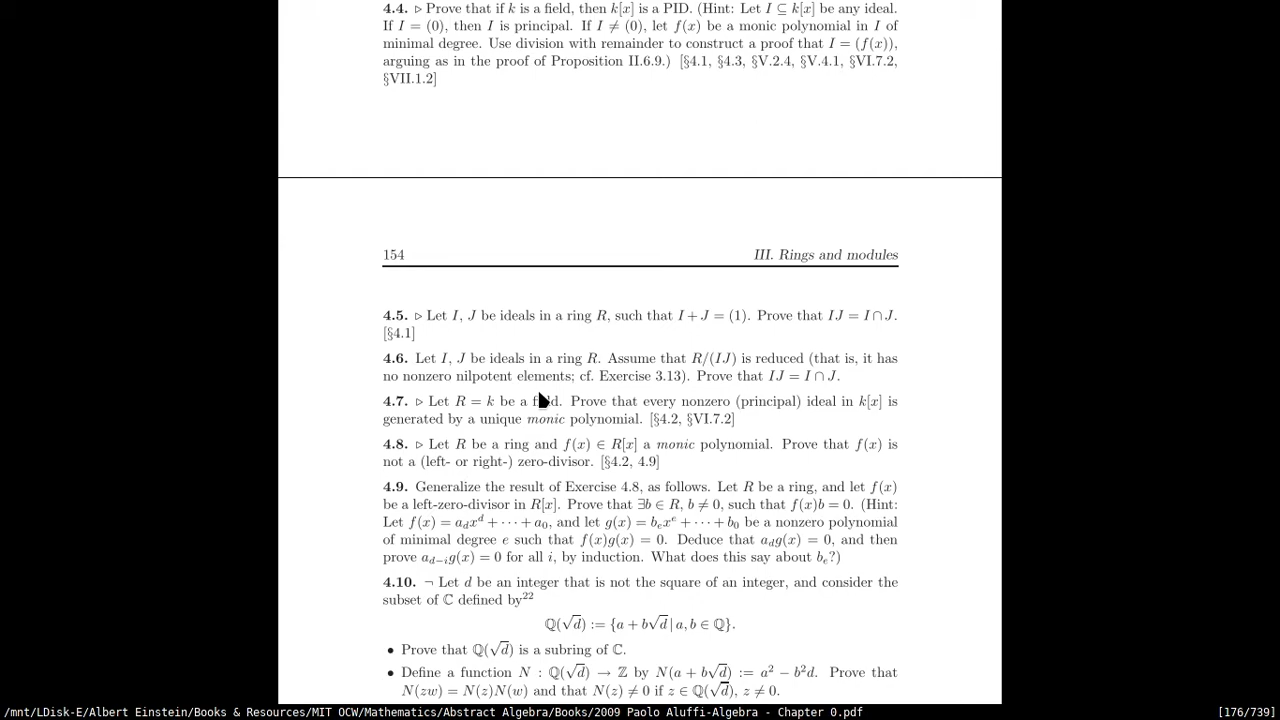 4.4. ▷ Prove that if k is a field, then k[x] is a PID. (Hint: Let I ⊆ k[x] be any ideal.
If I = (0), then I is principal. If I ≠ (0), let f(x) be a monic polynomial in I of
minimal degree. Use division with remainder to construct a proof that I = (f(x)),
arguing as in the proof of Proposition II.6.9.) [§4.1, §4.3, §V.2.4, §V.4.1, §VI.7.2,
§VII.1.2]
154 III. Rings and modules
4.5. ▷ Let I, J be ideals in a ring R, such that I + J = (1). Prove that IJ = I ∩ J.
[§4.1]
4.6. Let I, J be ideals in a ring R. Assume that R/(IJ) is reduced (that is, it has
no nonzero nilpotent elements; cf. Exercise 3.13). Prove that IJ = I ∩ J.
4.7. ▷ Let R = k be a field. Prove that every nonzero (principal) ideal in k[x] is
generated by a unique monic polynomial. [§4.2, §VI.7.2]
4.8. ▷ Let R be a ring and f(x) ∈ R[x] a monic polynomial. Prove that f(x) is
not a (left- or right-) zero-divisor. [§4.2, 4.9]
4.9. Generalize the result of Exercise 4.8, as follows. Let R be a ring, and let f(x)
be a left-zero-divisor in R[x]. Prove that ∃b ∈ R, b ≠ 0, such that f(x)b = 0. (Hint:
Let f(x) = a_d x^d + ··· + a_0, and let g(x) = b_e x^e + ··· + b_0 be a nonzero polynomial
of minimal degree e such that f(x)g(x) = 0. Deduce that a_d g(x) = 0, and then
prove a_{d−i} g(x) = 0 for all i, by induction. What does this say about b_e?)
4.10. ¬ Let d be an integer that is not the square of an integer, and consider the
subset of ℂ defined by²²
ℚ(√d) := {a + b√d | a, b ∈ ℚ}.
• Prove that ℚ(√d) is a subring of ℂ.
• Define a function N : ℚ(√d) → ℤ by N(a + b√d) := a² − b²d. Prove that
N(zw) = N(z)N(w) and that N(z) ≠ 0 if z ∈ ℚ(√d), z ≠ 0.
/mnt/LDisk-E/Albert Einstein/Books & Resources/MIT OCW/Mathematics/Abstract Algebra/Books/2009 Paolo Aluffi-Algebra - Chapter 0.pdf [176/739]